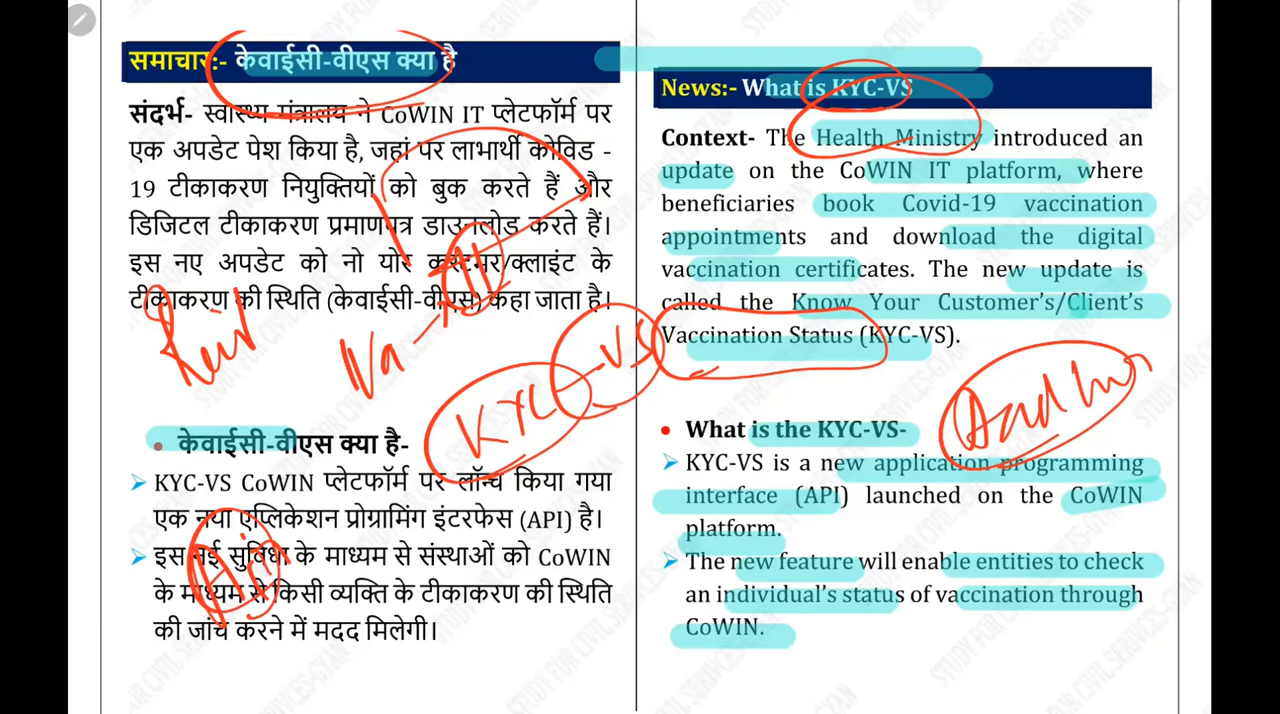 समाचार:- केवाईसी-वीएस क्या है
संदर्भ- स्वास्थ्य मंत्रालय ने CoWIN IT प्लेटफॉर्म पर
एक अपडेट पेश किया है, जहां पर लाभार्थी कोविड -
19 टीकाकरण नियुक्तियों को बुक करते हैं और
डिजिटल टीकाकरण प्रमाणपत्र डाउनलोड करते हैं।
इस नए अपडेट को नो योर कस्टमर/क्लाइंट के
टीकाकरण की स्थिति (केवाईसी-वीएस) कहा जाता है।
KYC-VS
• केवाईसी-वीएस क्या है-
KYC-VS CoWIN प्लेटफॉर्म पर लॉन्च किया गया
एक नया एप्लिकेशन प्रोग्रामिंग इंटरफेस (API) है।
इस नई सुविधा के माध्यम से संस्थाओं को CoWIN
के माध्यम से किसी व्यक्ति के टीकाकरण की स्थिति
की जांच करने में मदद मिलेगी।
News:- What is KYC-VS
Context- The Health Ministry introduced an
update on the CoWIN IT platform, where
beneficiaries book Covid-19 vaccination
appointments and download the digital
vaccination certificates. The new update is
called the Know Your Customer's/Client's
Vaccination Status (KYC-VS).
• What is the KYC-VS-
KYC-VS is a new application programming
interface (API) launched on the CoWIN
platform.
The new feature will enable entities to check
an individual's status of vaccination through
CoWIN.
STUDY FOR CIVIL SERVICES-GYAN